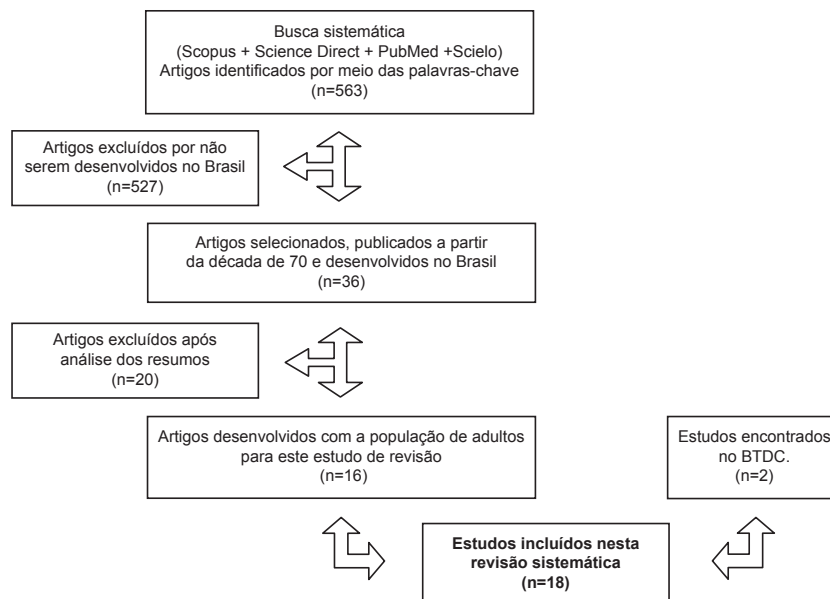 Busca sistemática
(Scopus + Science Direct + PubMed +Scielo)
Artigos identificados por meio das palavras-chave
(n=563)
Artigos excluídos por não
serem desenvolvidos no Brasil
(n=527)
Artigos selecionados, publicados a partir
da década de 70 e desenvolvidos no Brasil
(n=36)
Artigos excluídos após
análise dos resumos
(n=20)
Artigos desenvolvidos com a população de adultos
para este estudo de revisão
(n=16)
Estudos encontrados
no BTDC.
(n=2)
Estudos incluídos nesta
revisão sistemática
(n=18)